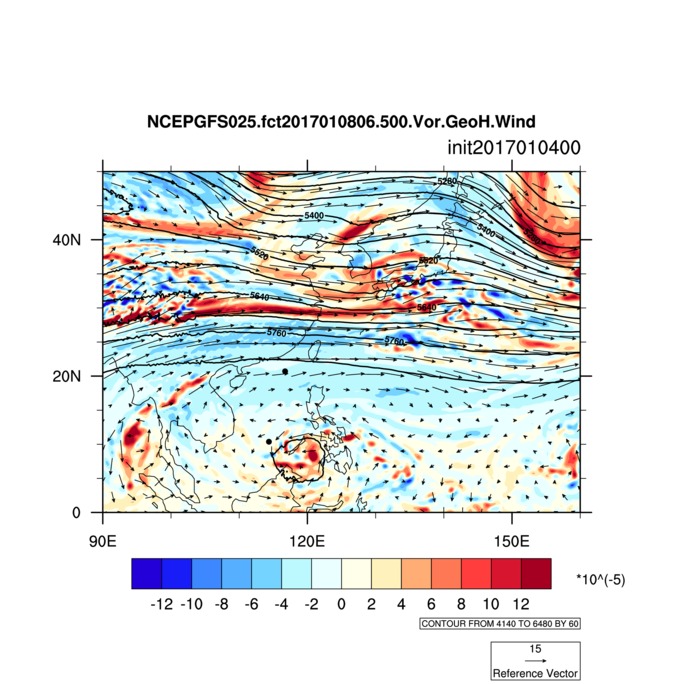 NCEPGFS025.fct2017010806.500.Vor.GeoH.Wind
init2017010400
5280
5400
5400
40N
5520
5520
5640
5640
5760
5760
20N
0
90E 120E 150E
-12 -10 -8 -6 -4 -2 0 2 4 6 8 10 12
*10^(-5)
CONTOUR FROM 4140 TO 6480 BY 60
15
Reference Vector